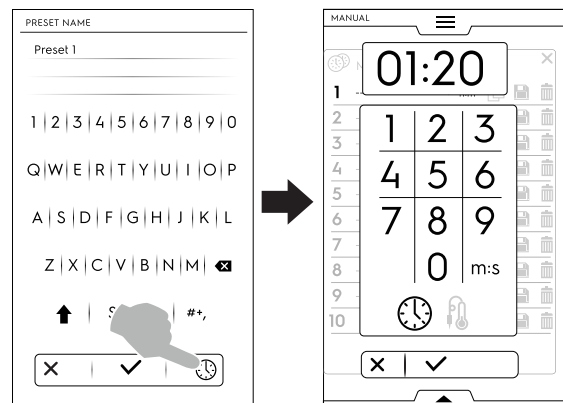 PRESET NAME
Preset 1
1 2 3 4 5 6 7 8 9 0
Q W E R T Y U I O P
A S D F G H J K L
Z X C V B N M
#+,
MANUAL
01:20
1
2
3
4
5
6
7
8
9
10
1 2 3
4 5 6
7 8 9
0 m:s